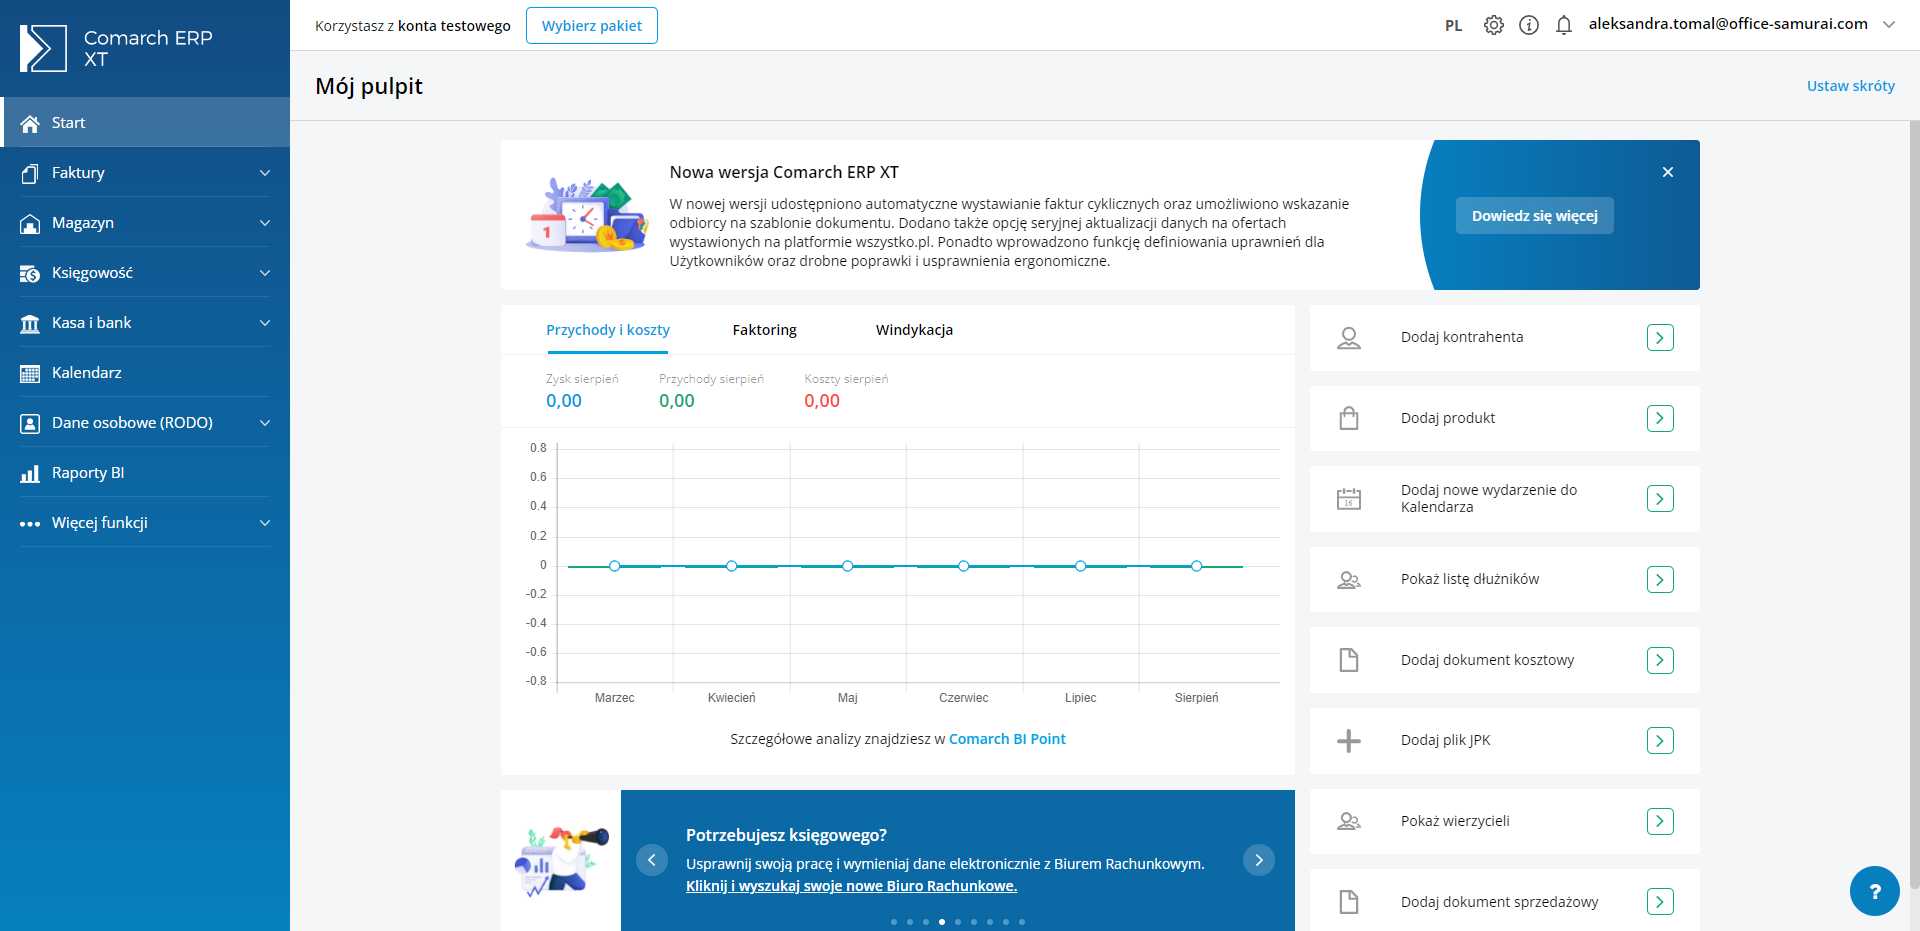 Comarch ERP
XT
Korzystasz z konta testowego
Wybierz pakiet
PL
aleksandra.tomal@office-samurai.com
Mój pulpit
Ustaw skróty
Start
Faktury
Magazyn
Księgowość
Kasa i bank
Kalendarz
Dane osobowe (RODO)
Raporty BI
Więcej funkcji
1
Nowa wersja Comarch ERP XT
W nowej wersji udostępniono automatyczne wystawianie faktur cyklicznych oraz umożliwiono wskazanie
odbiorcy na szablonie dokumentu. Dodano także opcję seryjnej aktualizacji danych na ofertach
wystawionych na platformie wszystko.pl. Ponadto wprowadzono funkcję definiowania uprawnień dla
Użytkowników oraz drobne poprawki i usprawnienia ergonomiczne.
Dowiedz się więcej
Przychody i koszty
Faktoring
Windykacja
Zysk sierpień
Przychody sierpień
Koszty sierpień
0,00
0,00
0,00
0.8
0.6
0.4
0.2
0
-0.2
-0.4
-0.6
-0.8
Marzec
Kwiecień
Maj
Czerwiec
Lipiec
Sierpień
Szczegółowe analizy znajdziesz w Comarch BI Point
Potrzebujesz księgowego?
Usprawnij swoją pracę i wymieniaj dane elektronicznie z Biurem Rachunkowym.
Kliknij i wyszukaj swoje nowe Biuro Rachunkowe.
Dodaj kontrahenta
Dodaj produkt
16
Dodaj nowe wydarzenie do
Kalendarza
Pokaż listę dłużników
Dodaj dokument kosztowy
Dodaj plik JPK
Pokaż wierzycieli
Dodaj dokument sprzedażowy
?